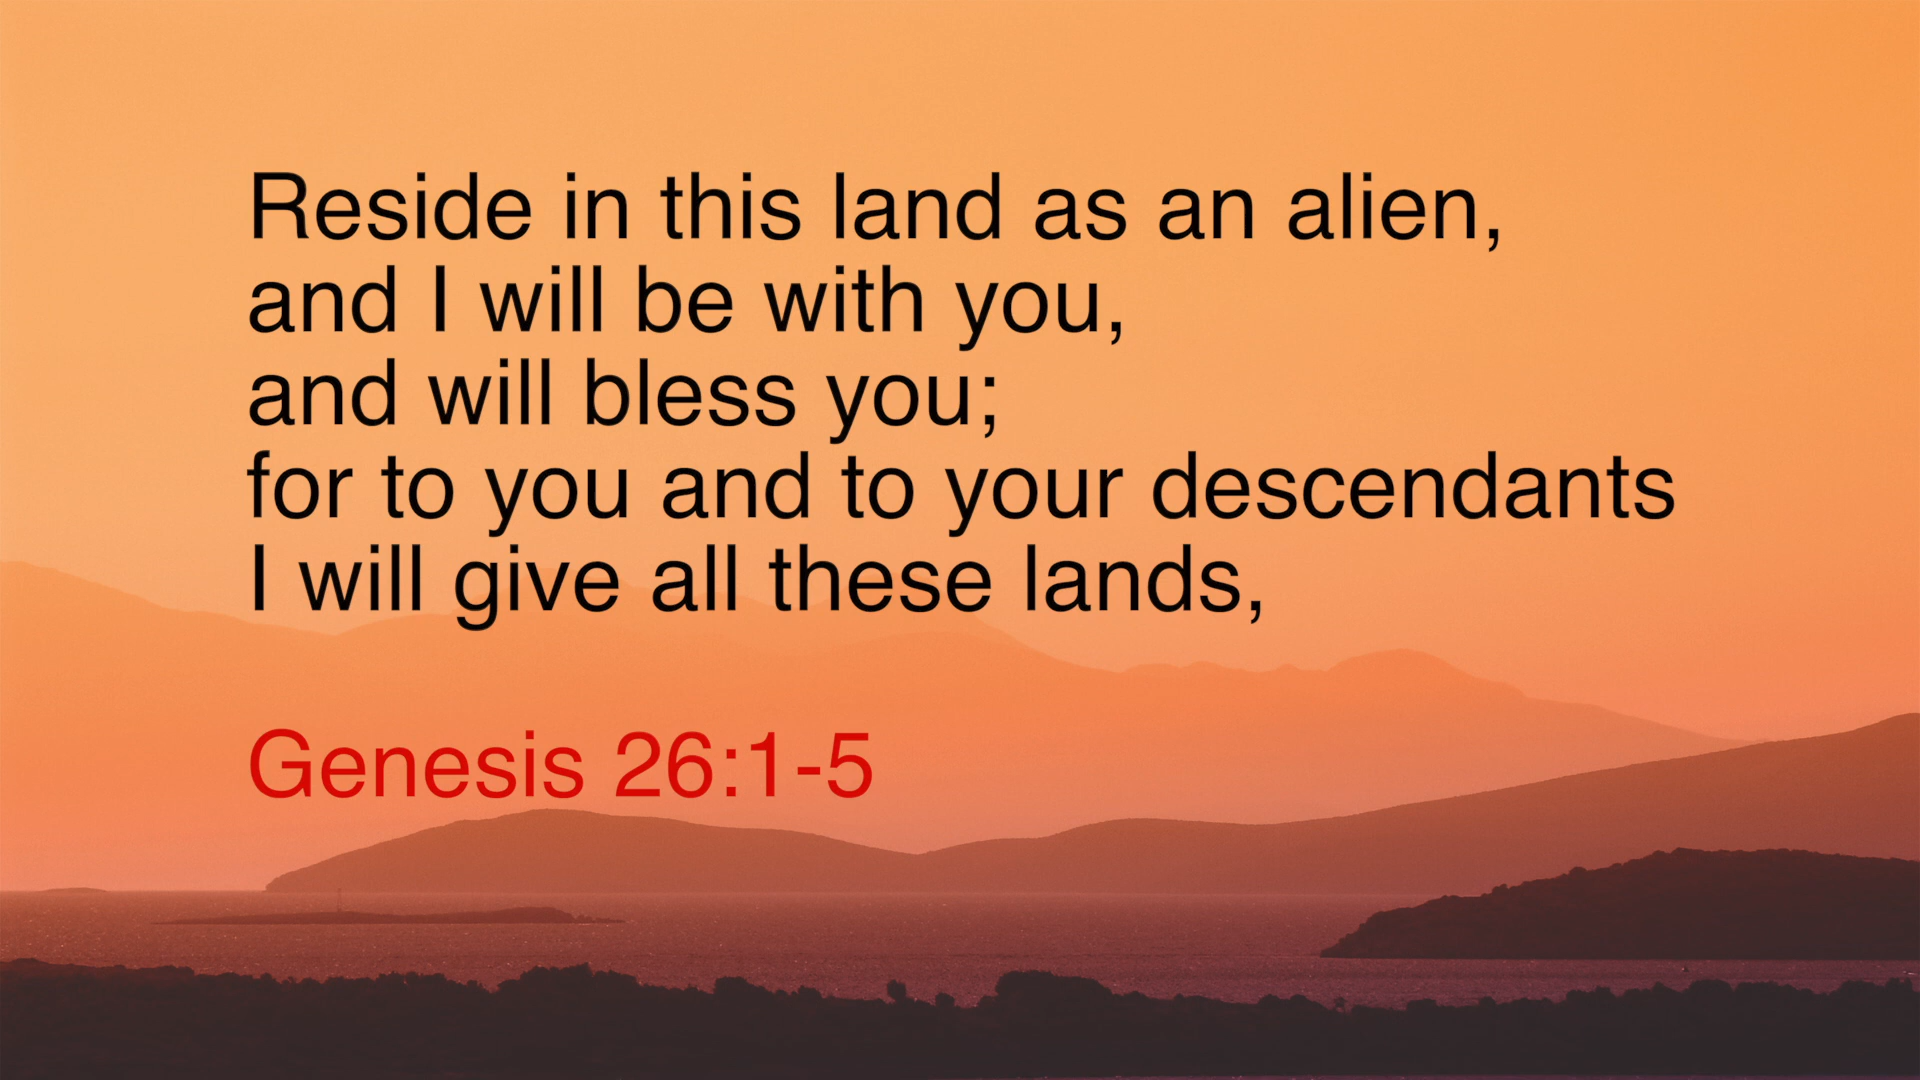 Reside in this land as an alien,
and I will be with you,
and will bless you;
for to you and to your descendants
I will give all these lands,
Genesis 26:1-5